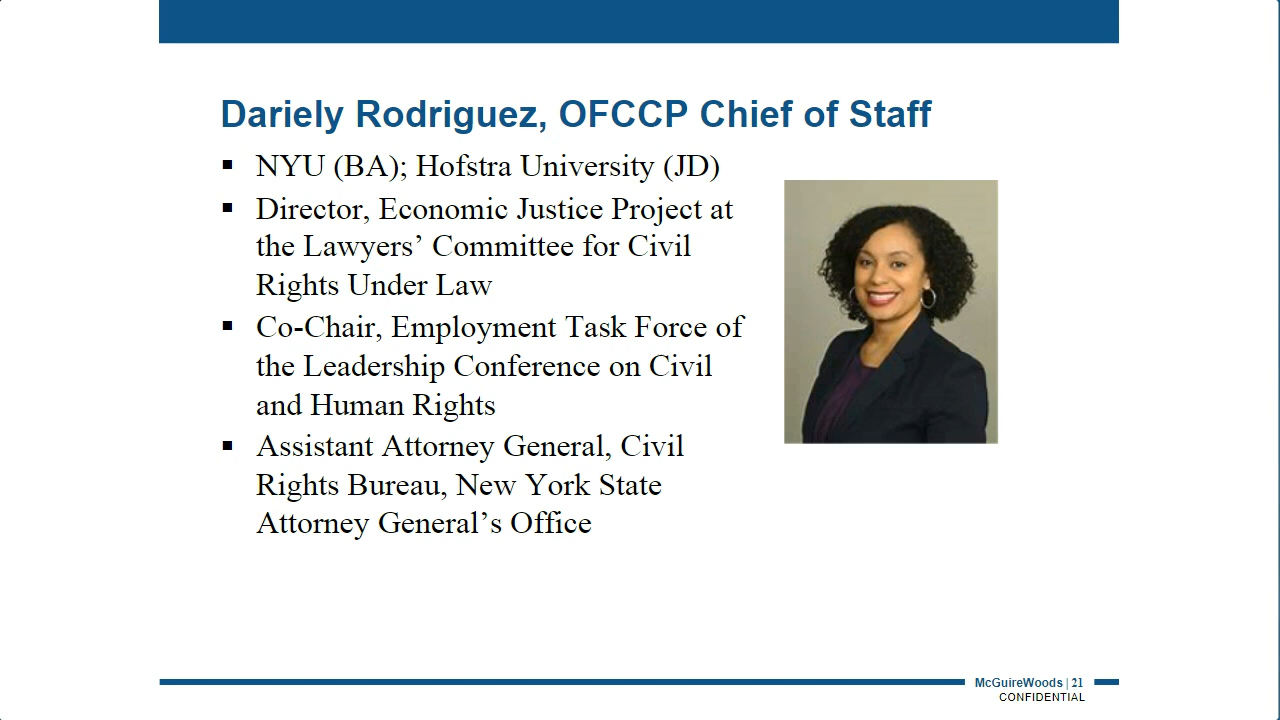 Dariely Rodriguez, OFCCP Chief of Staff
▪ NYU (BA); Hofstra University (JD)
▪ Director, Economic Justice Project at
the Lawyers’ Committee for Civil
Rights Under Law
▪ Co-Chair, Employment Task Force of
the Leadership Conference on Civil
and Human Rights
▪ Assistant Attorney General, Civil
Rights Bureau, New York State
Attorney General’s Office
McGuireWoods | 21
CONFIDENTIAL